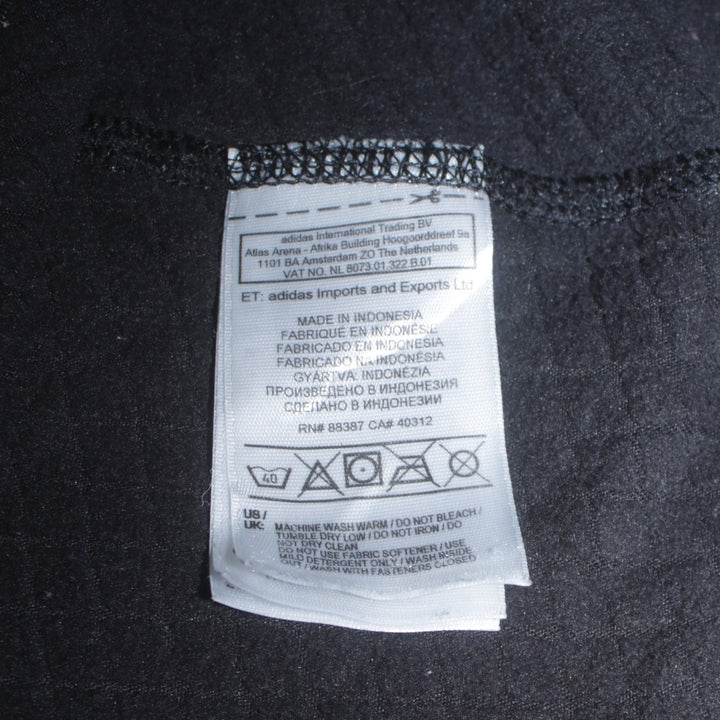 adidas International Trading BV
Atlas Arena - Afrika Building Hoogoorddreef 9a
1101 BA Amsterdam ZO The Netherlands
VAT NO. NL 8073.01.322.B.01
ET: adidas Imports and Exports Ltd
MADE IN INDONESIA
FABRIQUÉ EN INDONÉSIE
FABRICADO EN INDONESIA
FABRICADO NA INDONÉSIA
GYÁRTVA: INDONÉZIA
ПРОИЗВЕДЕНО В ИНДОНЕЗИЯ
СДЕЛАНО В ИНДОНЕЗИИ
RN# 88387 CA# 40312
40
US /
UK: MACHINE WASH WARM / DO NOT BLEACH /
TUMBLE DRY LOW / DO NOT IRON / DO
NOT DRY CLEAN
DO NOT USE FABRIC SOFTENER / USE
MILD DETERGENT ONLY / WASH INSIDE
OUT / WASH WITH FASTENERS CLOSED